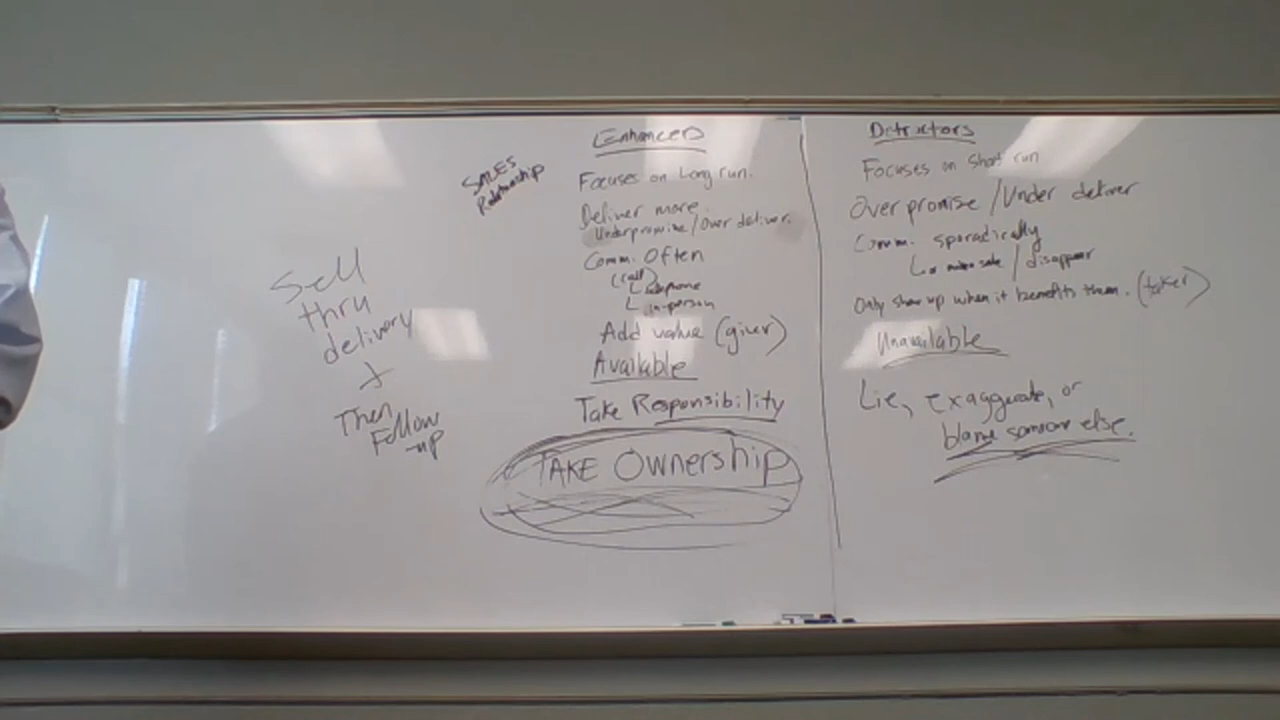 SALES
Relationship
Sell
thru
delivery
+
Then
Follow
-up
Enhancers
Focuses on Long run.
Deliver more
Underpromise/Over deliver.
Comm. Often
(call)
telephone
in-person
Add value (giver)
Available
Take Responsibility
TAKE Ownership
Detractors
Focuses on short run
Over promise / Under deliver
Comm. sporadically
sale / disappear
Only show up when it benefits them. (taker)
Unavailable
Lie, exaggerate, or
blame someone else.